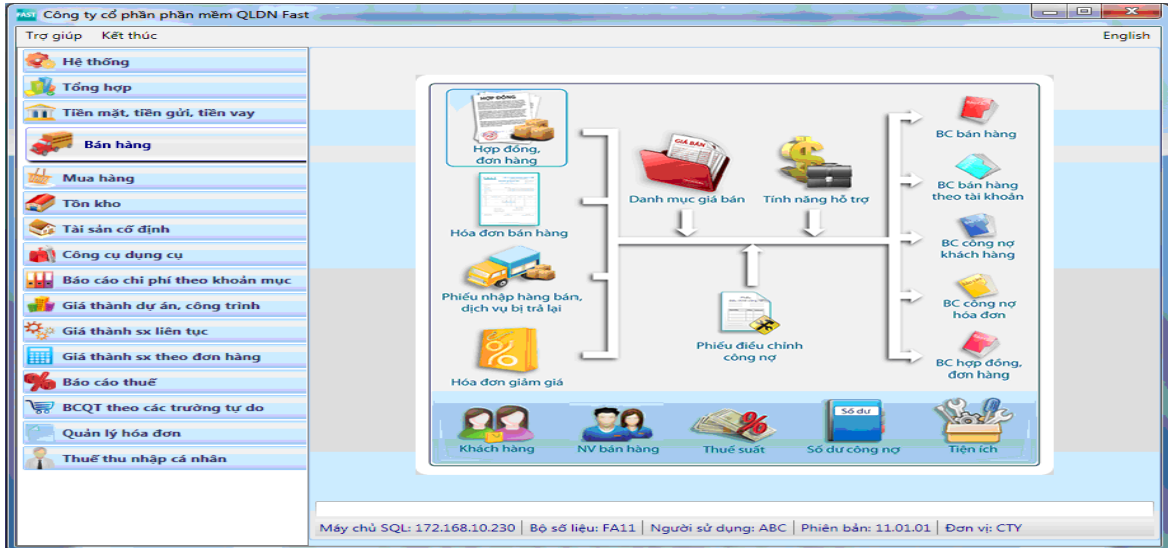 FAST Công ty cổ phần phần mềm QLDN Fast
Trợ giúp Kết thúc English
Hệ thống
Tổng hợp
Tiền mặt, tiền gửi, tiền vay
Bán hàng
Mua hàng
Tồn kho
Tài sản cố định
Công cụ dụng cụ
Báo cáo chi phí theo khoản mục
Giá thành dự án, công trình
Giá thành sx liên tục
Giá thành sx theo đơn hàng
Báo cáo thuế
BCQT theo các trường tự do
Quản lý hóa đơn
Thuế thu nhập cá nhân
HỢP ĐỒNG
Hợp đồng,
đơn hàng
Hóa đơn bán hàng
Phiếu nhập hàng bán,
dịch vụ bị trả lại
Hóa đơn giảm giá
GIÁ BÁN
Danh mục giá bán
Tính năng hỗ trợ
Phiếu điều chỉnh
công nợ
BC bán hàng
BC bán hàng
theo tài khoản
BC công nợ
khách hàng
BC công nợ
hóa đơn
BC hợp đồng,
đơn hàng
Khách hàng
NV bán hàng
Thuế suất
Số dư
Số dư công nợ
Tiện ích
Máy chủ SQL: 172.168.10.230 | Bộ số liệu: FA11 | Người sử dụng: ABC | Phiên bản: 11.01.01 | Đơn vị: CTY